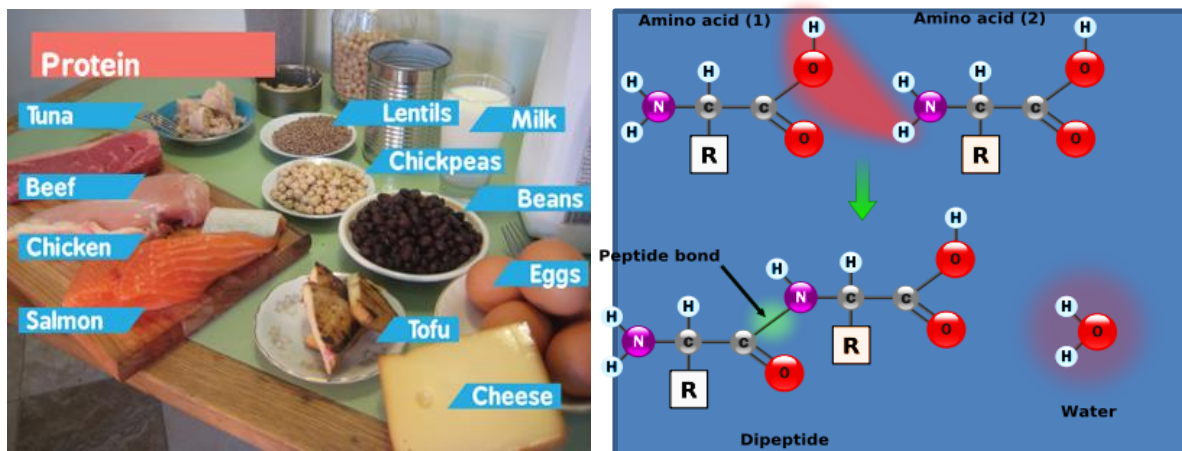 Protein
Tuna
Lentils
Milk
Chickpeas
Beef
Beans
Chicken
Eggs
Salmon
Tofu
Cheese
Amino acid (1)
Amino acid (2)
H
H
H
H
O
H
H
O
H
N
C
C
H
N
C
C
H
O
H
O
R
R
H
Peptide bond
H
H
O
N
C
C
H
H
O
H
O
N
C
C
R
H
H
O
R
Water
Dipeptide